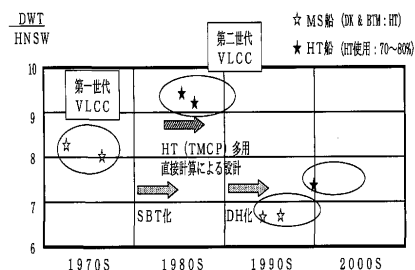 DWT
HNSW
☆ MS船 (DK & BTM:HT)
★ HT船 (HT使用:70~80%)
第一世代
VLCC
第二世代
VLCC
10
9
8
7
6
HT(TMCP)多用
直接計算による設計
SBT化
DH化
1970S
1980S
1990S
2000S